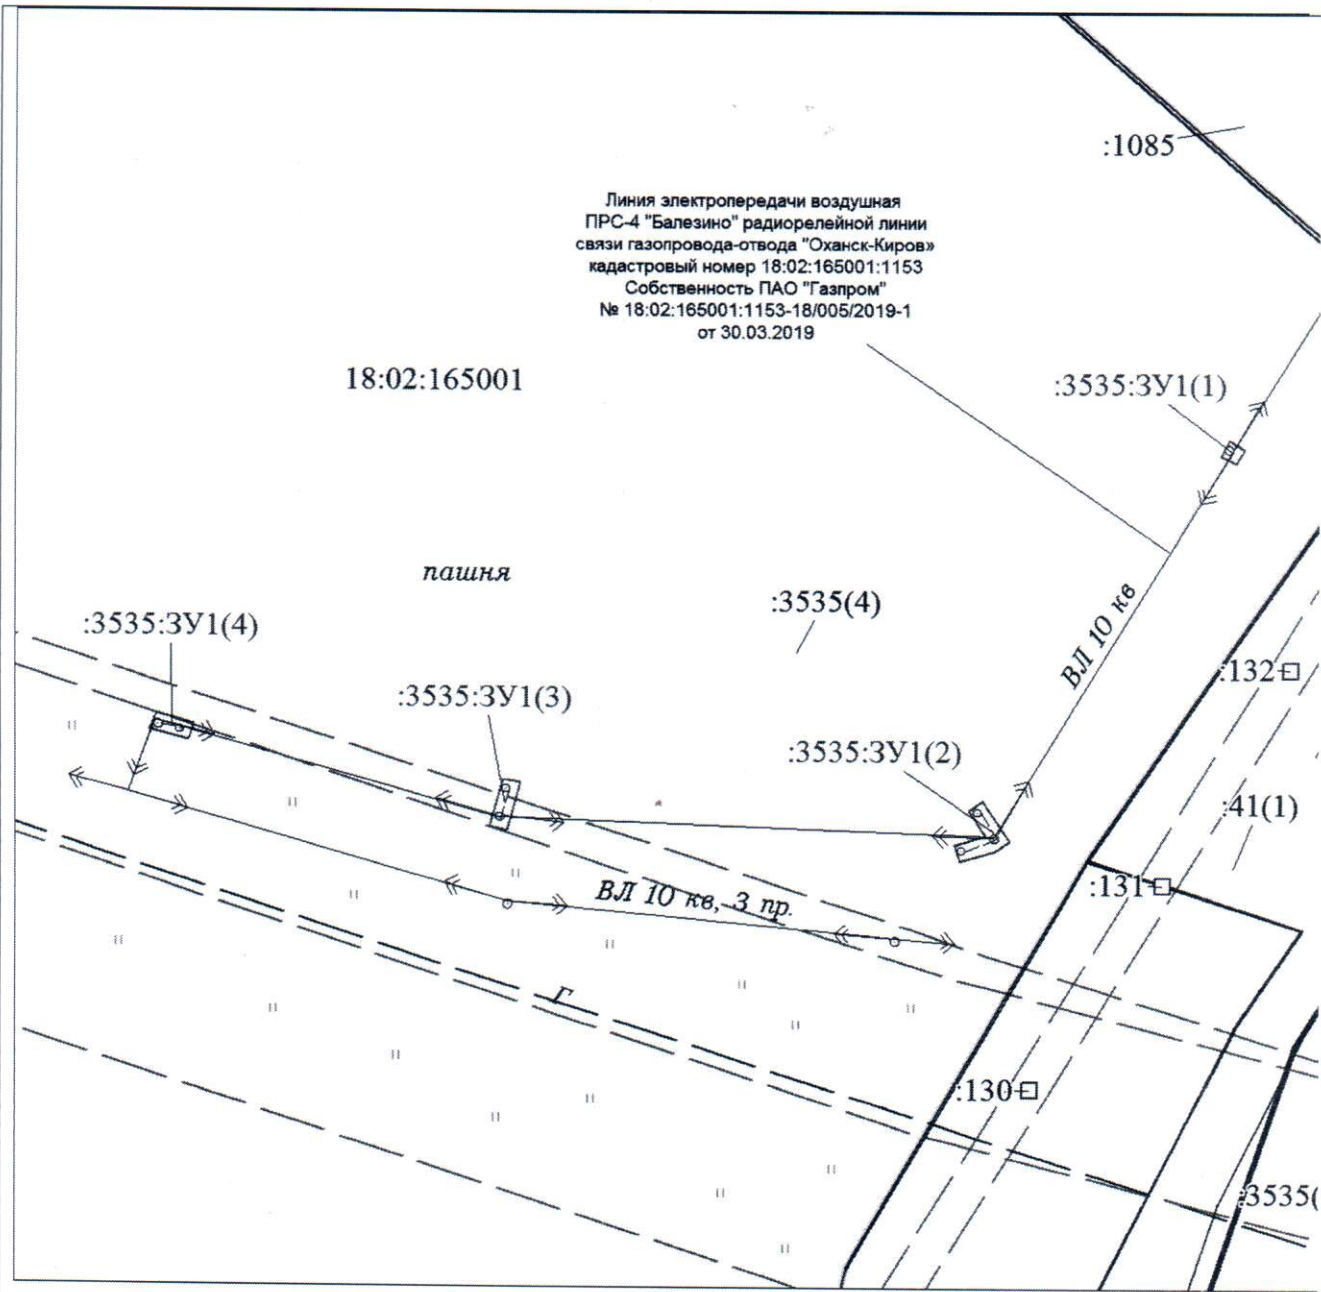 :1085
Линия электропередачи воздушная
ПРС-4 "Балезино" радиорелейной линии
связи газопровода-отвода "Оханск-Киров»
кадастровый номер 18:02:165001:1153
Собственность ПАО "Газпром"
№ 18:02:165001:1153-18/005/2019-1
от 30.03.2019
18:02:165001
:3535:ЗУ1(1)
пашня
:3535(4)
ВЛ 10 кв
:3535:ЗУ1(4)
:132
:3535:ЗУ1(3)
:3535:ЗУ1(2)
:41(1)
:131
ВЛ 10 кв, 3 пр.
Г
:130
:3535(